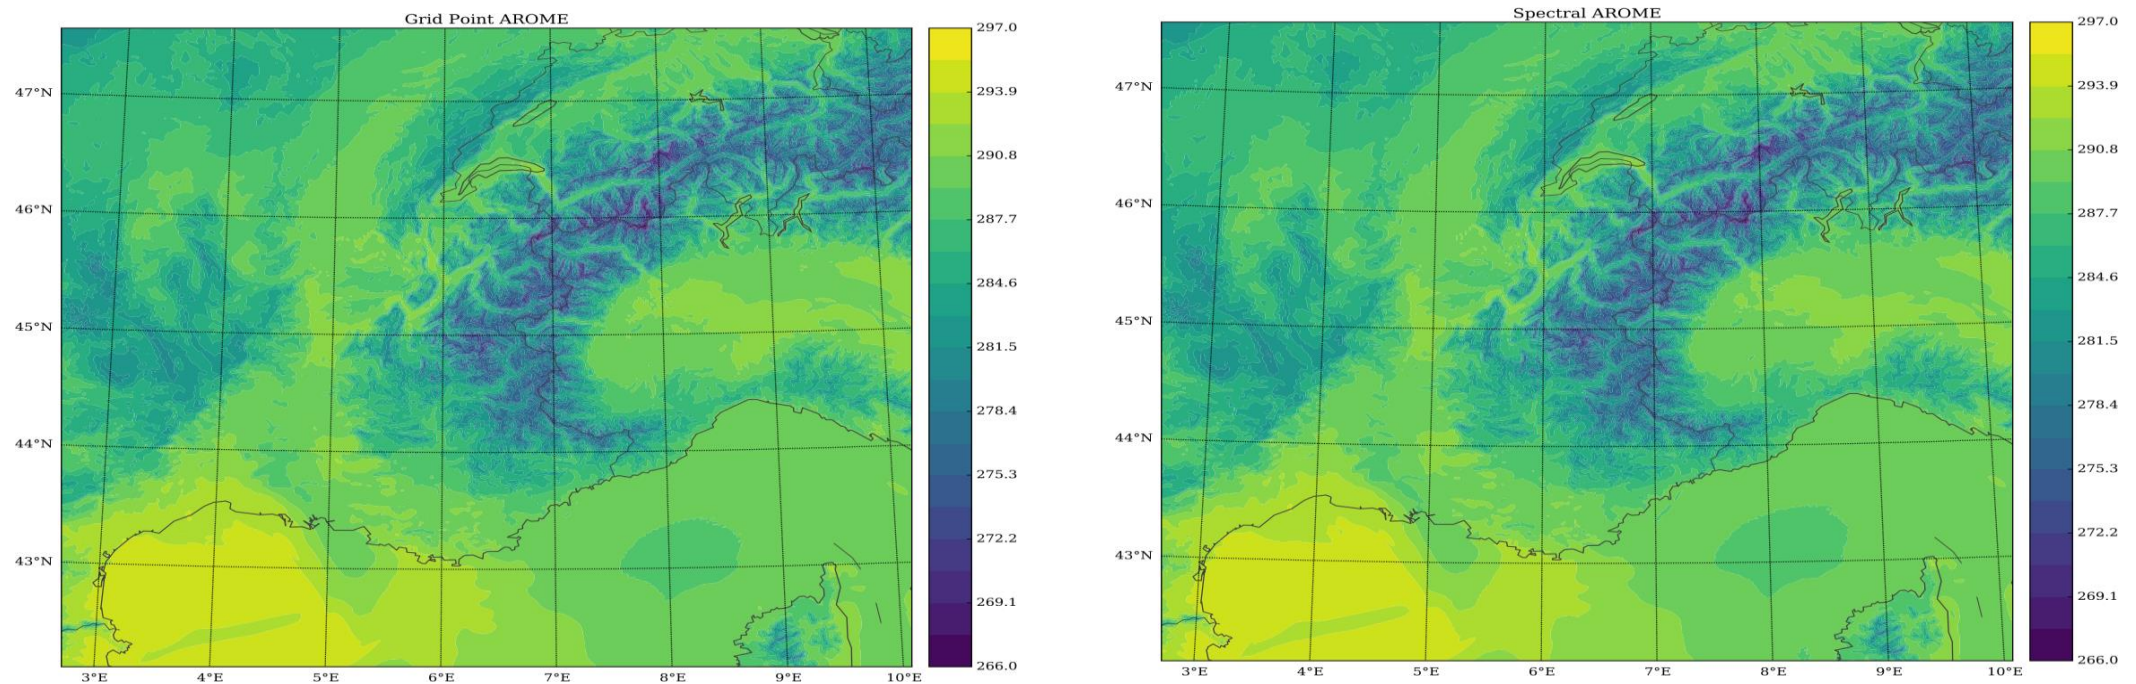 Grid Point AROME
47°N
46°N
45°N
44°N
43°N
3°E 4°E 5°E 6°E 7°E 8°E 9°E 10°E
297.0
293.9
290.8
287.7
284.6
281.5
278.4
275.3
272.2
269.1
266.0
Spectral AROME
47°N
46°N
45°N
44°N
43°N
3°E 4°E 5°E 6°E 7°E 8°E 9°E 10°E
297.0
293.9
290.8
287.7
284.6
281.5
278.4
275.3
272.2
269.1
266.0